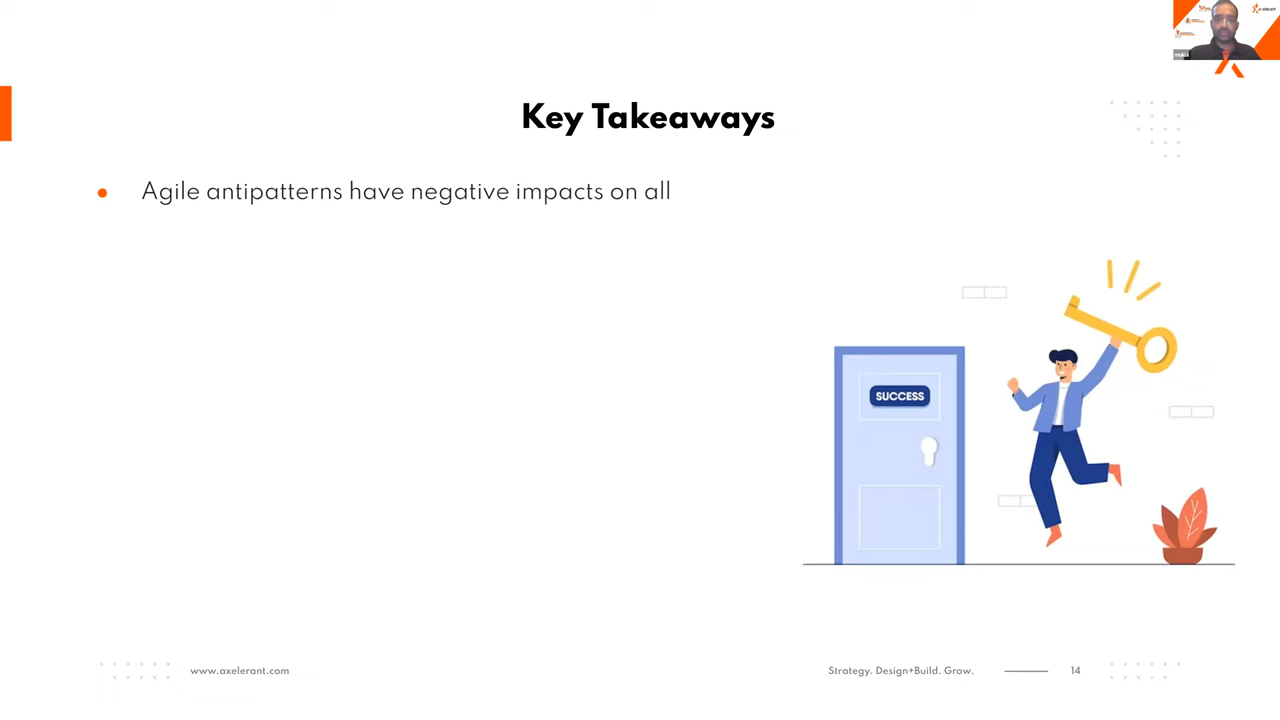 Key Takeaways
Agile antipatterns have negative impacts on all
SUCCESS
www.axelerant.com
Strategy. Design+Build. Grow.
14